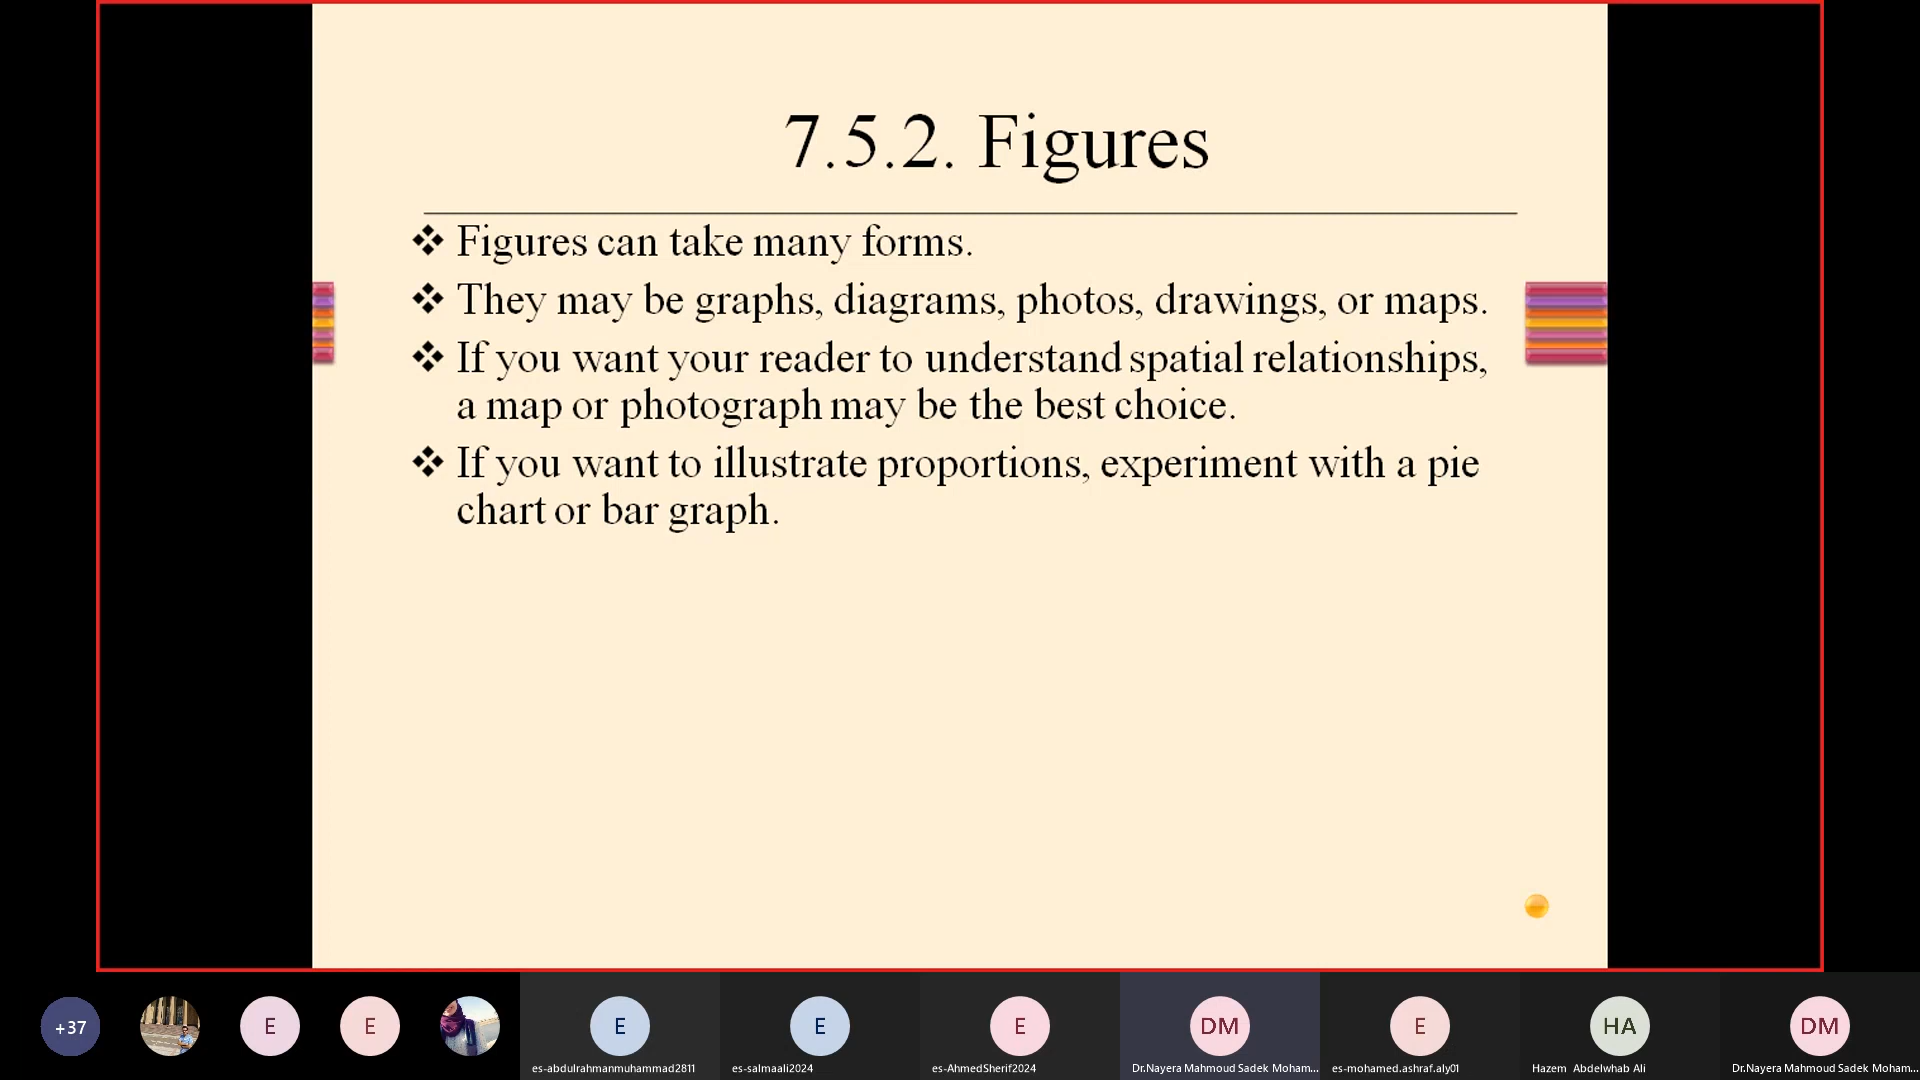 7.5.2. Figures
❖ Figures can take many forms.
❖ They may be graphs, diagrams, photos, drawings, or maps.
❖ If you want your reader to understand spatial relationships,
a map or photograph may be the best choice.
❖ If you want to illustrate proportions, experiment with a pie
chart or bar graph.
+37
E
E
E
E
E
DM
E
HA
DM
es-abdulrahmanmuhammad2811
es-salmaali2024
es-AhmedSherif2024
Dr.Nayera Mahmoud Sadek Moham...
es-mohamed.ashraf.aly01
Hazem Abdelwhab Ali
Dr.Nayera Mahmoud Sadek Moham...